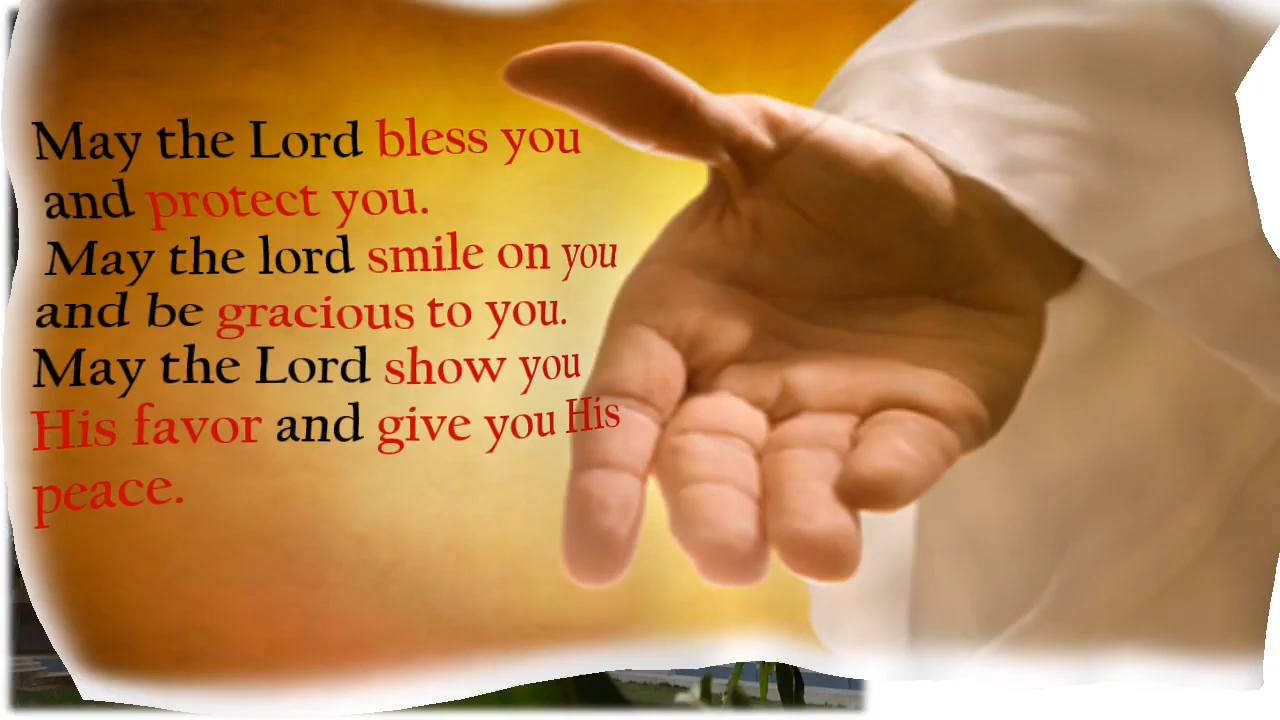 May the Lord bless you
and protect you.
May the lord smile on you
and be gracious to you.
May the Lord show you
His favor and give you His
peace.